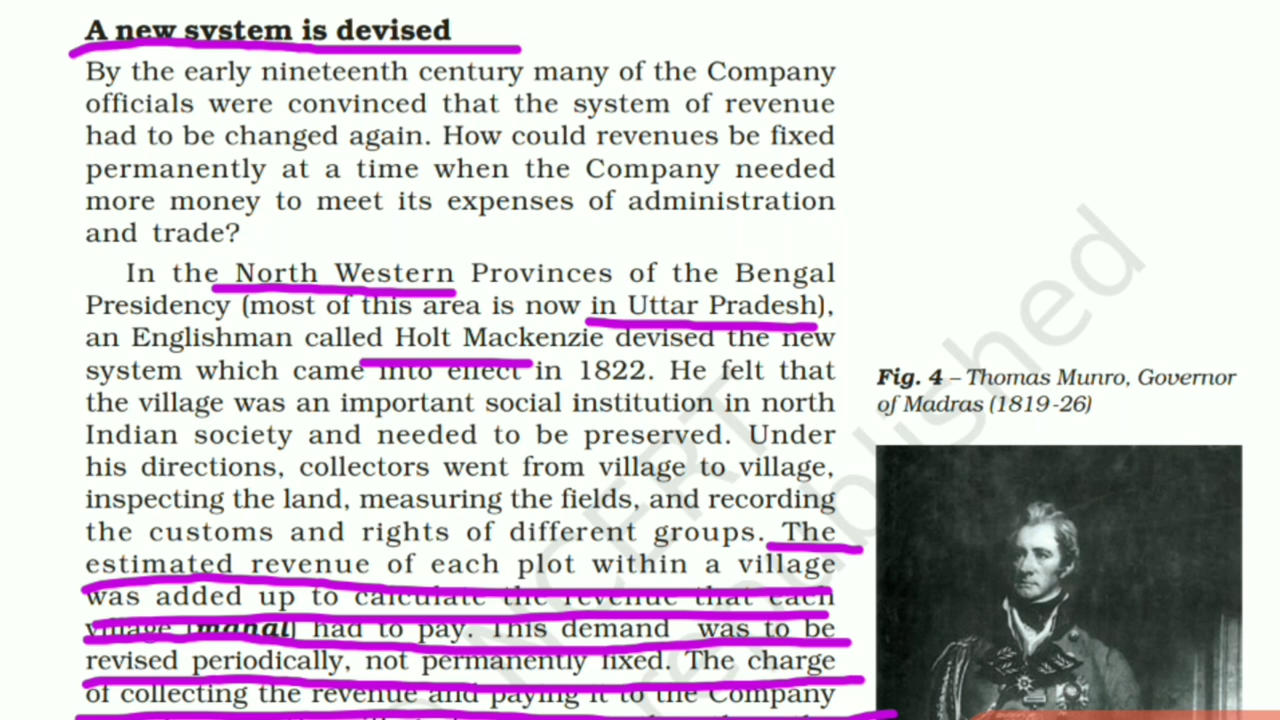 A new system is devised
By the early nineteenth century many of the Company
officials were convinced that the system of revenue
had to be changed again. How could revenues be fixed
permanently at a time when the Company needed
more money to meet its expenses of administration
and trade?
In the North Western Provinces of the Bengal
Presidency (most of this area is now in Uttar Pradesh),
an Englishman called Holt Mackenzie devised the new
system which came into effect in 1822. He felt that
the village was an important social institution in north
Indian society and needed to be preserved. Under
his directions, collectors went from village to village,
inspecting the land, measuring the fields, and recording
the customs and rights of different groups. The
estimated revenue of each plot within a village
was added up to calculate the revenue that each
village (mahal) had to pay. This demand was to be
revised periodically, not permanently fixed. The charge
of collecting the revenue and paying it to the Company
Fig. 4 – Thomas Munro, Governor
of Madras (1819-26)
NCERT
republished